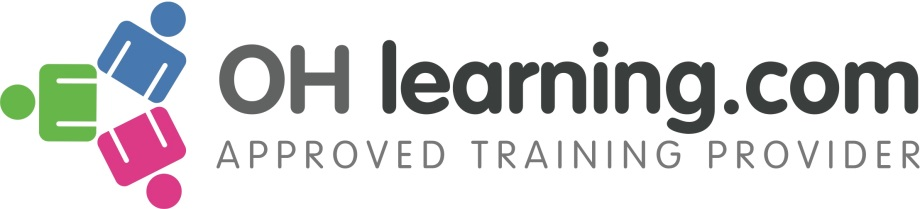 OH learning.com
APPROVED TRAINING PROVIDER